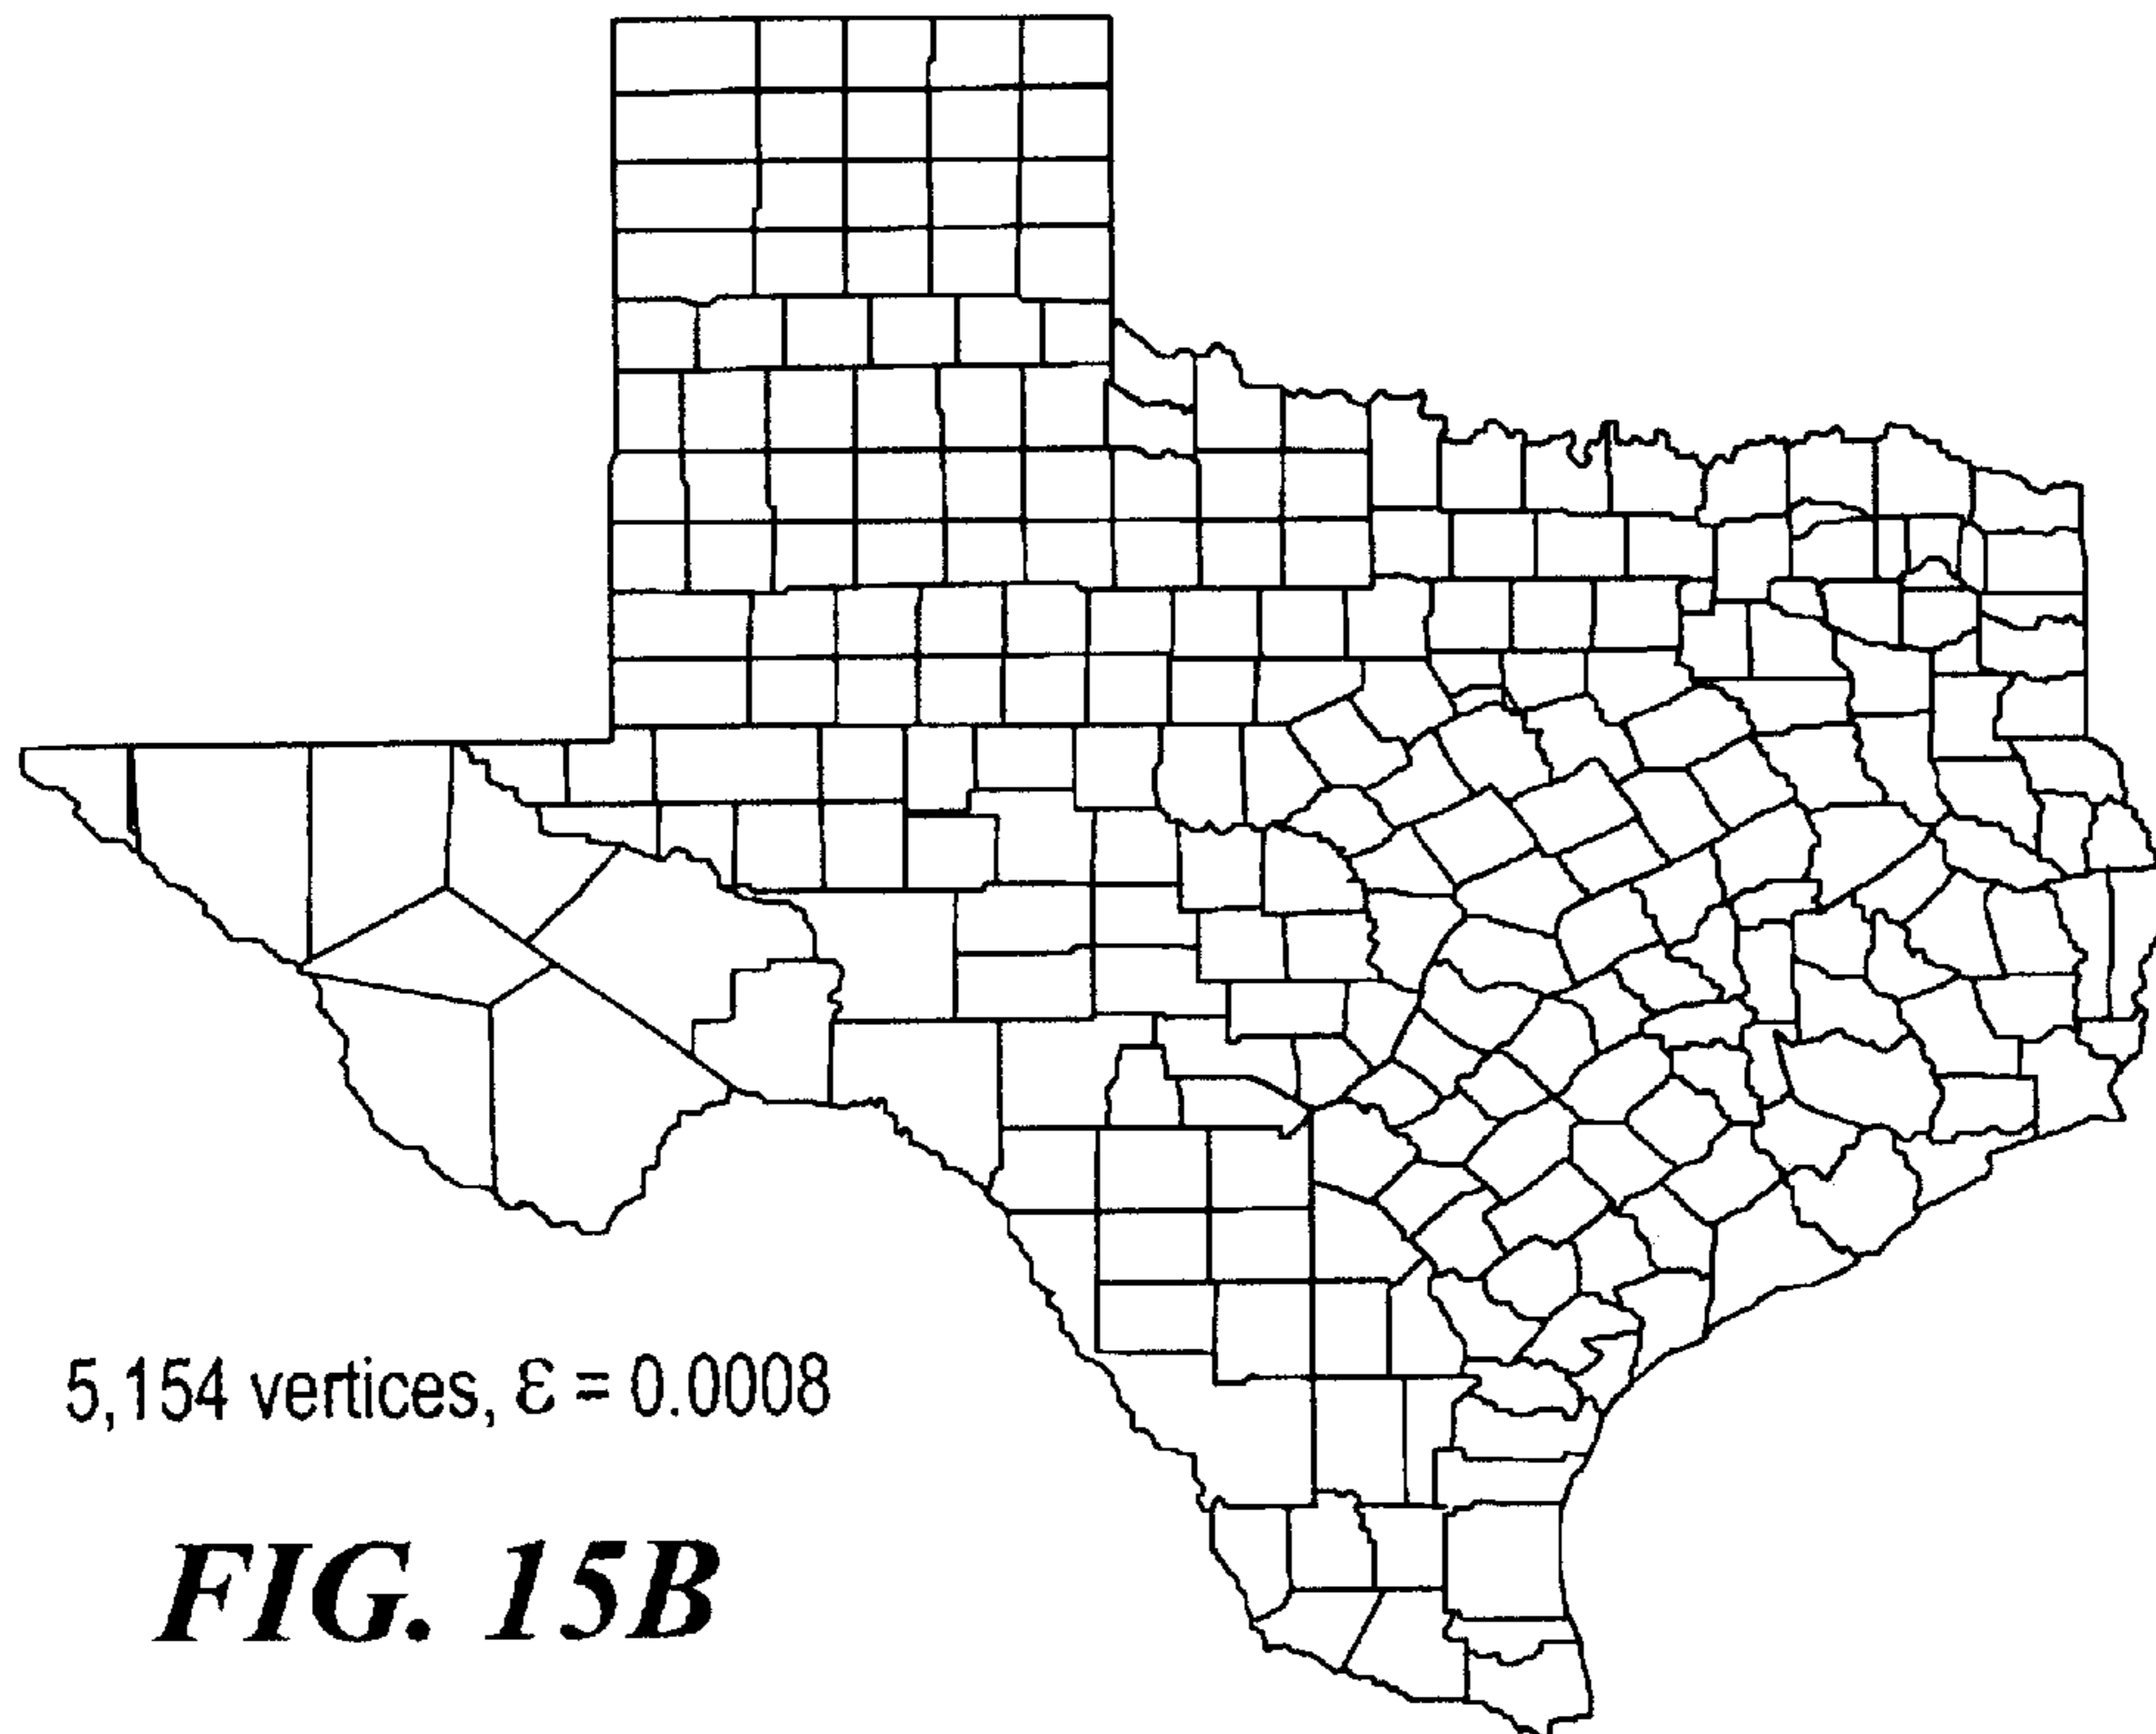 5,154 vertices, ε = 0.0008
FIG. 15B